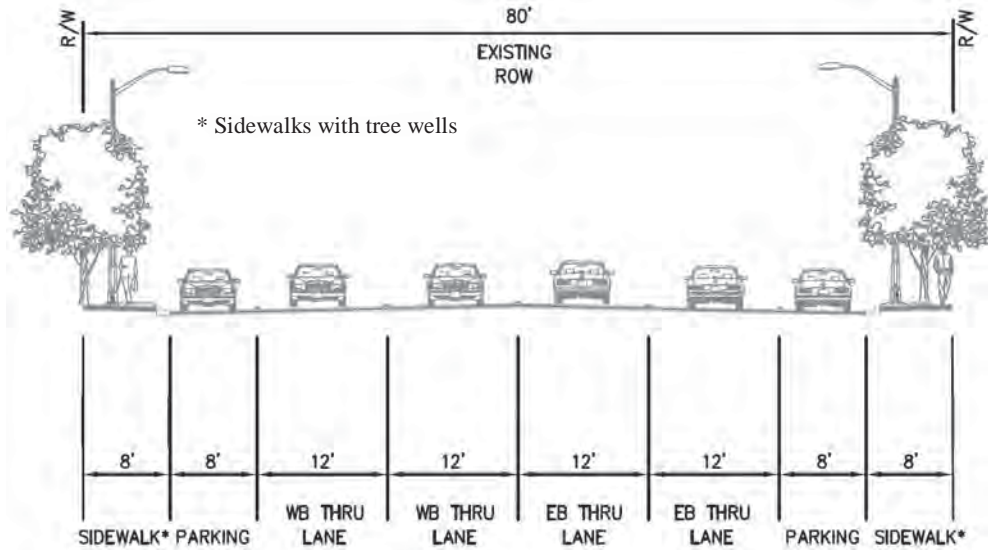 R/W
80'
R/W
EXISTING
ROW
* Sidewalks with tree wells
8'
8'
12'
12'
12'
12'
8'
8'
SIDEWALK*
PARKING
WB THRU
LANE
WB THRU
LANE
EB THRU
LANE
EB THRU
LANE
PARKING
SIDEWALK*